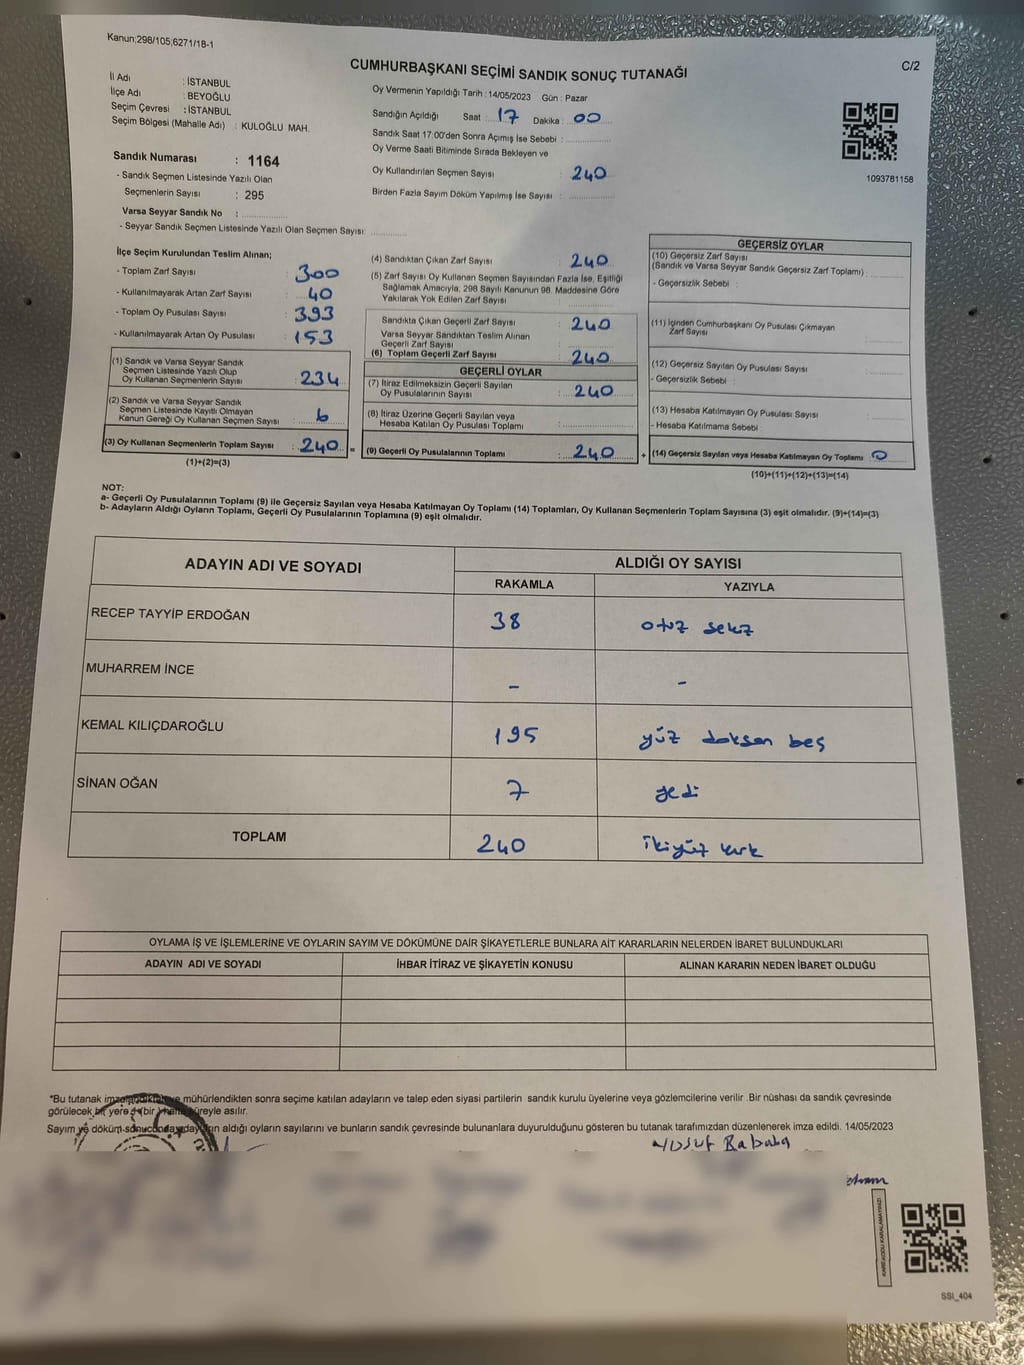 Kanun;298/105;6271/18-1
CUMHURBAŞKANI SEÇİMİ SANDIK SONUÇ TUTANAĞI
C/2
İl Adı : İSTANBUL
İlçe Adı : BEYOĞLU
Seçim Çevresi : İSTANBUL
Seçim Bölgesi (Mahalle Adı) : KULOĞLU MAH.
Oy Vermenin Yapıldığı Tarih : 14/05/2023 Gün : Pazar
Sandığın Açıldığı Saat : 17 Dakika : 00
Sandık Saat 17:00'den Sonra Açmış İse Sebebi :
Oy Verme Saati Bitiminde Sırada Bekleyen ve
Oy Kullandırılan Seçmen Sayısı : 240
Birden Fazla Sayım Döküm Yapılmış İse Sayısı :
1093781158
Sandık Numarası : 1164
- Sandık Seçmen Listesinde Yazılı Olan
Seçmenlerin Sayısı : 295
Varsa Seyyar Sandık No :
- Seyyar Sandık Seçmen Listesinde Yazılı Olan Seçmen Sayısı:
İlçe Seçim Kurulundan Teslim Alınan;
- Toplam Zarf Sayısı : 300
- Kullanılmayarak Artan Zarf Sayısı : 40
- Toplam Oy Pusulası Sayısı : 393
- Kullanılmayarak Artan Oy Pusulası : 153
(1) Sandık ve Varsa Seyyar Sandık
Seçmen Listesinde Yazılı Olup
Oy Kullanan Seçmenlerin Sayısı : 234
(2) Sandık ve Varsa Seyyar Sandık
Seçmen Listesinde Kayıtlı Olmayan
Kanun Gereği Oy Kullanan Seçmen Sayısı : 6
(3) Oy Kullanan Seçmenlerin Toplam Sayısı : 240 =
(1)+(2)=(3)
(4) Sandıktan Çıkan Zarf Sayısı : 240
(5) Zarf Sayısı Oy Kullanan Seçmen Sayısından Fazla İse, Eşitliği
Sağlamak Amacıyla, 298 Sayılı Kanunun 98. Maddesine Göre
Yakılarak Yok Edilen Zarf Sayısı
Sandıkta Çıkan Geçerli Zarf Sayısı : 240
Varsa Seyyar Sandıktan Teslim Alınan
Geçerli Zarf Sayısı
(6) Toplam Geçerli Zarf Sayısı : 240
GEÇERLİ OYLAR
(7) İtiraz Edilmeksizin Geçerli Sayılan
Oy Pusulalarının Sayısı : 240
(8) İtiraz Üzerine Geçerli Sayılan veya
Hesaba Katılan Oy Pusulası Toplamı :
(9) Geçerli Oy Pusulalarının Toplamı : 240 +
GEÇERSİZ OYLAR
(10) Geçersiz Zarf Sayısı
(Sandık ve Varsa Seyyar Sandık Geçersiz Zarf Toplamı) :
- Geçersizlik Sebebi :
(11) İçinden Cumhurbaşkanı Oy Pusulası Çıkmayan
Zarf Sayısı :
(12) Geçersiz Sayılan Oy Pusulası Sayısı :
- Geçersizlik Sebebi :
(13) Hesaba Katılmayan Oy Pusulası Sayısı :
- Hesaba Katılmama Sebebi :
(14) Geçersiz Sayılan veya Hesaba Katılmayan Oy Toplamı : 0
(10)+(11)+(12)+(13)=(14)
NOT:
a- Geçerli Oy Pusulalarının Toplamı (9) ile Geçersiz Sayılan veya Hesaba Katılmayan Oy Toplamı (14) Toplamları, Oy Kullanan Seçmenlerin Toplam Sayısına (3) eşit olmalıdır. (9)+(14)=(3)
b- Adayların Aldığı Oyların Toplamı, Geçerli Oy Pusulalarının Toplamına (9) eşit olmalıdır.
ADAYIN ADI VE SOYADI ALDIĞI OY SAYISI
RAKAMLA YAZIYLA
RECEP TAYYİP ERDOĞAN 38 otuz sekiz
MUHARREM İNCE - -
KEMAL KILIÇDAROĞLU 195 yüz doksan beş
SİNAN OĞAN 7 yedi
TOPLAM 240 ikiyüz kırk
OYLAMA İŞ VE İŞLEMLERİNE VE OYLARIN SAYIM VE DÖKÜMÜNE DAİR ŞİKAYETLERLE BUNLARA AİT KARARLARIN NELERDEN İBARET BULUNDUKLARI
ADAYIN ADI VE SOYADI İHBAR İTİRAZ VE ŞİKAYETİN KONUSU ALINAN KARARIN NEDEN İBARET OLDUĞU
*Bu tutanak mühürlendikten sonra seçime katılan adayların ve talep eden siyasi partilerin sandık kurulu üyelerine veya gözlemcilerine verilir .Bir nüshası da sandık çevresinde
görülecek bir yere 1 (bir) hafta süreyle asılır.
Sayım ve döküm sonucunda adayların aldığı oyların sayılarını ve bunların sandık çevresinde bulunanlara duyurulduğunu gösteren bu tutanak tarafımızdan düzenlenerek imza edildi. 14/05/2023
Yusuf Babada
KAREKODU KARALAMAYINIZ!
SSI_404